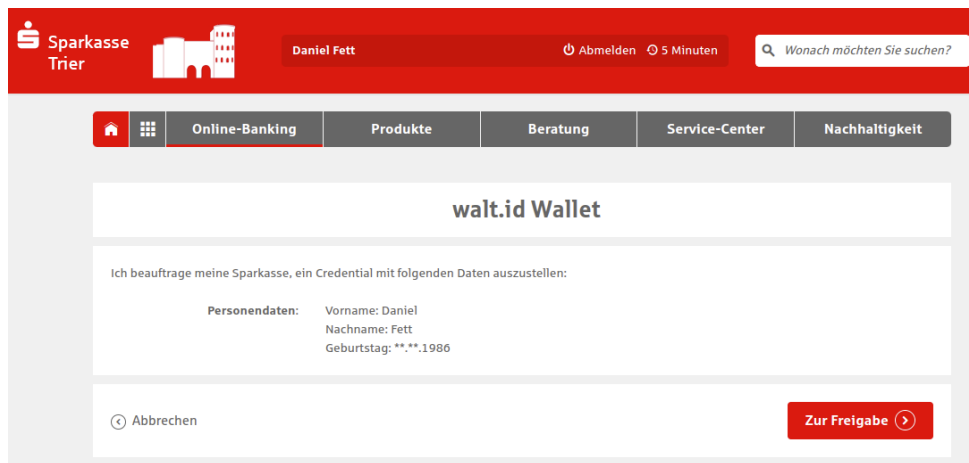 Sparkasse
Trier
Daniel Fett
Abmelden
5 Minuten
Wonach möchten Sie suchen?
Online-Banking
Produkte
Beratung
Service-Center
Nachhaltigkeit
walt.id Wallet
Ich beauftrage meine Sparkasse, ein Credential mit folgenden Daten auszustellen:
Personendaten: Vorname: Daniel
Nachname: Fett
Geburtstag: **.**.1986
Abbrechen
Zur Freigabe